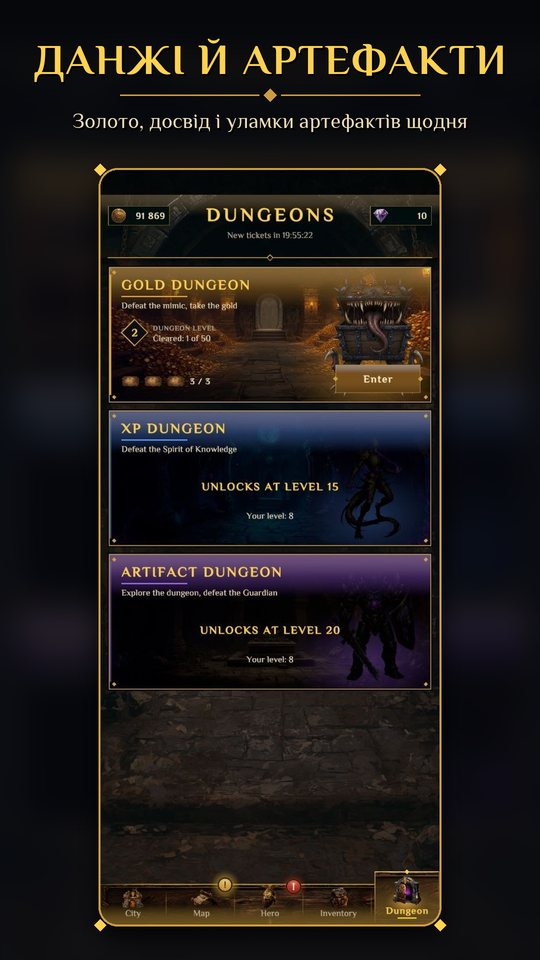 ДАНЖІ Й АРТЕФАКТИ
Золото, досвід і уламки артефактів щодня
91 869
DUNGEONS
10
New tickets in 19:55:22
GOLD DUNGEON
Defeat the mimic, take the gold
2
DUNGEON LEVEL
Cleared: 1 of 50
3 / 3
Enter
XP DUNGEON
Defeat the Spirit of Knowledge
UNLOCKS AT LEVEL 15
Your level: 8
ARTIFACT DUNGEON
Explore the dungeon, defeat the Guardian
UNLOCKS AT LEVEL 20
Your level: 8
!
City
Map
Hero
Inventory
Dungeon